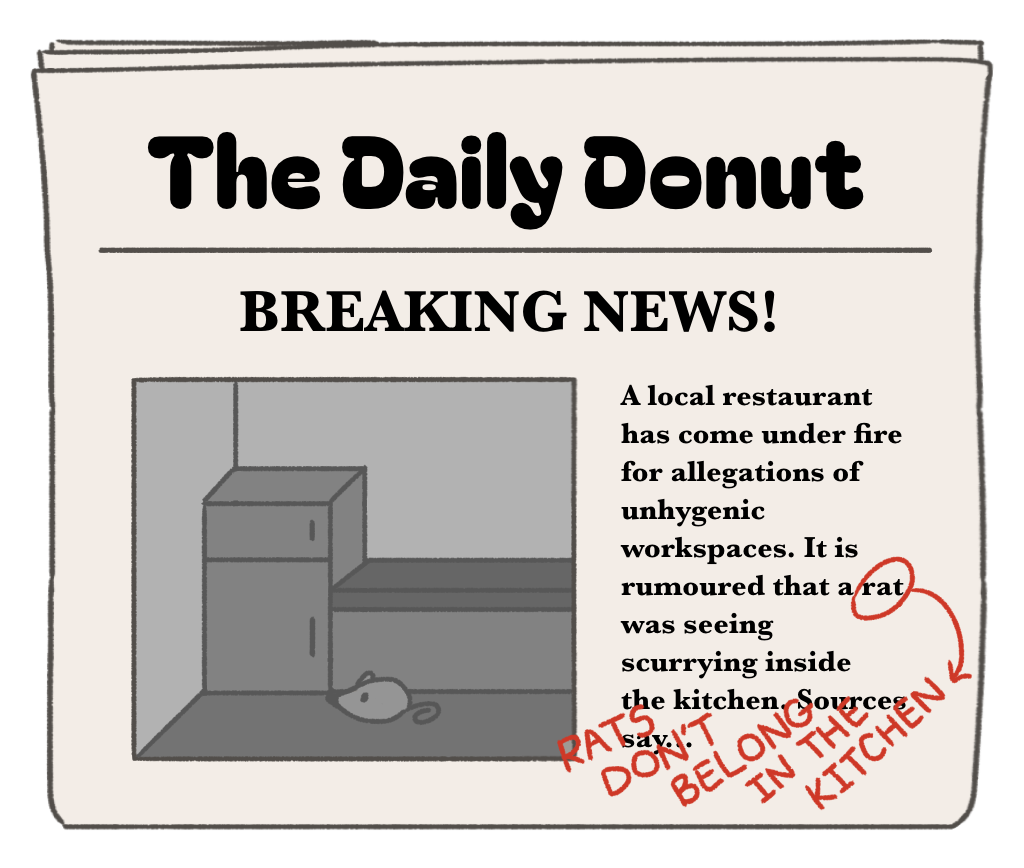 The Daily Donut
BREAKING NEWS!
A local restaurant
has come under fire
for allegations of
unhygenic
workspaces. It is
rumoured that a rat
was seeing
scurrying inside
the kitchen. Sources
say...
RATS
DON'T
BELONG
IN THE
KITCHEN